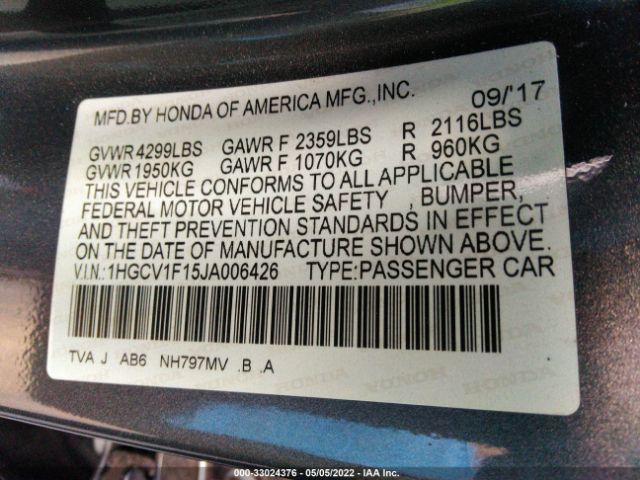 MFD.BY HONDA OF AMERICA MFG.,INC. 09/'17
GVWR 4299LBS GAWR F 2359LBS R 2116LBS
GVWR 1950KG GAWR F 1070KG R 960KG
THIS VEHICLE CONFORMS TO ALL APPLICABLE
FEDERAL MOTOR VEHICLE SAFETY , BUMPER,
AND THEFT PREVENTION STANDARDS IN EFFECT
ON THE DATE OF MANUFACTURE SHOWN ABOVE.
V.I.N.:1HGCV1F15JA006426 TYPE:PASSENGER CAR
TVA J AB6 NH797MV .B .A
000-33024376 - 05/05/2022 - IAA Inc.